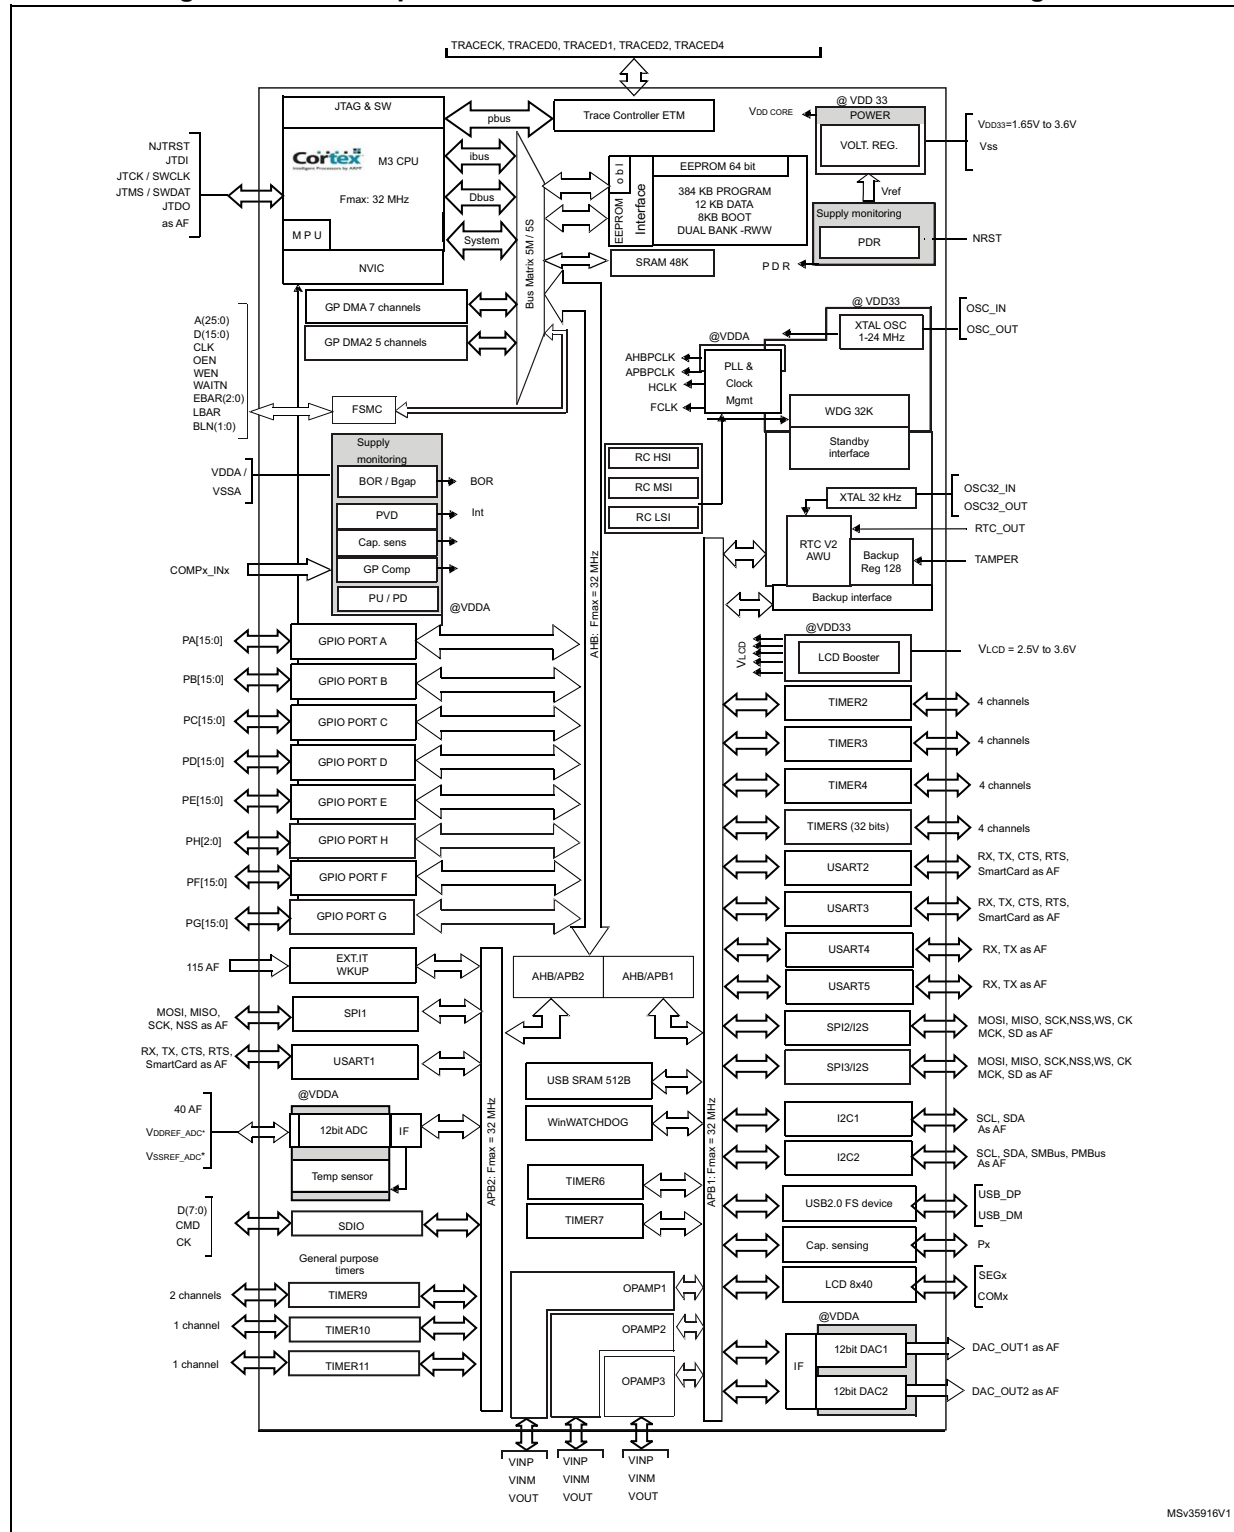 TRACECK, TRACED0, TRACED1, TRACED2, TRACED4
JTAG & SW
pbus
Trace Controller ETM
VDD CORE
@ VDD 33
POWER
VOLT. REG.
VDD33=1.65V to 3.6V
Vss
NJTRST
JTDI
JTCK / SWCLK
JTMS / SWDAT
JTDO
as AF
Cortex
Intelligent Processors by ARM
M3 CPU
Fmax: 32 MHz
M P U
NVIC
ibus
Dbus
System
Bus Matrix 5M / 5S
EEPROM
obl
Interface
EEPROM 64 bit
384 KB PROGRAM
12 KB DATA
8KB BOOT
DUAL BANK -RWW
SRAM 48K
Vref
Supply monitoring
PDR
NRST
P D R
GP DMA 7 channels
GP DMA2 5 channels
A(25:0)
D(15:0)
CLK
OEN
WEN
WAITN
EBAR(2:0)
LBAR
BLN(1:0)
FSMC
@ VDD33
XTAL OSC
1-24 MHz
OSC_IN
OSC_OUT
@VDDA
AHBPCLK
APBPCLK
HCLK
FCLK
PLL &
Clock
Mgmt
WDG 32K
Standby
interface
RC HSI
RC MSI
RC LSI
Supply
monitoring
VDDA /
VSSA
BOR / Bgap
BOR
PVD
Int
Cap. sens
GP Comp
COMPx_INx
PU / PD
@VDDA
XTAL 32 kHz
OSC32_IN
OSC32_OUT
RTC_OUT
RTC V2
AWU
Backup
Reg 128
TAMPER
Backup interface
AHB: Fmax = 32 MHz
@VDD33
VLCD
LCD Booster
VLCD = 2.5V to 3.6V
PA[15:0]
GPIO PORT A
PB[15:0]
GPIO PORT B
PC[15:0]
GPIO PORT C
PD[15:0]
GPIO PORT D
PE[15:0]
GPIO PORT E
PH[2:0]
GPIO PORT H
PF[15:0]
GPIO PORT F
PG[15:0]
GPIO PORT G
TIMER2
4 channels
TIMER3
4 channels
TIMER4
4 channels
TIMERS (32 bits)
4 channels
USART2
RX, TX, CTS, RTS,
SmartCard as AF
USART3
RX, TX, CTS, RTS,
SmartCard as AF
USART4
RX, TX as AF
USART5
RX, TX as AF
SPI2/I2S
MOSI, MISO, SCK,NSS,WS, CK
MCK, SD as AF
SPI3/I2S
MOSI, MISO, SCK,NSS,WS, CK
MCK, SD as AF
I2C1
SCL, SDA
As AF
I2C2
SCL, SDA, SMBus, PMBus
As AF
USB2.0 FS device
USB_DP
USB_DM
Cap. sensing
Px
LCD 8x40
SEGx
COMx
@VDDA
IF
12bit DAC1
DAC_OUT1 as AF
12bit DAC2
DAC_OUT2 as AF
115 AF
EXT.IT
WKUP
AHB/APB2
AHB/APB1
MOSI, MISO,
SCK, NSS as AF
SPI1
RX, TX, CTS, RTS,
SmartCard as AF
USART1
@VDDA
40 AF
VDDREF_ADC*
VSSREF_ADC*
12bit ADC
IF
Temp sensor
D(7:0)
CMD
CK
SDIO
General purpose
timers
2 channels
TIMER9
1 channel
TIMER10
1 channel
TIMER11
APB2: Fmax = 32 MHz
APB1: Fmax = 32 MHz
USB SRAM 512B
WinWATCHDOG
TIMER6
TIMER7
OPAMP1
OPAMP2
OPAMP3
VINP
VINM
VOUT
VINP
VINM
VOUT
VINP
VINM
VOUT
MSv35916V1